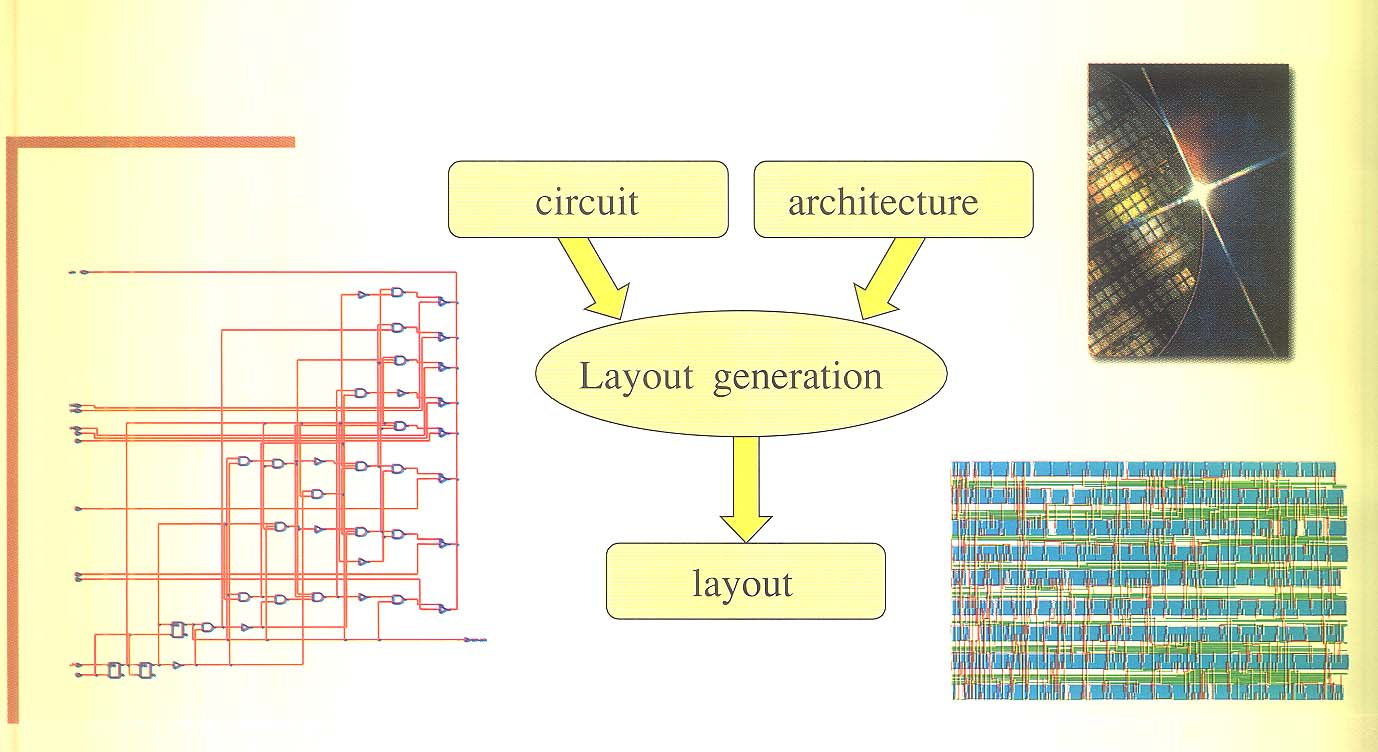 circuit
architecture
Layout generation
layout